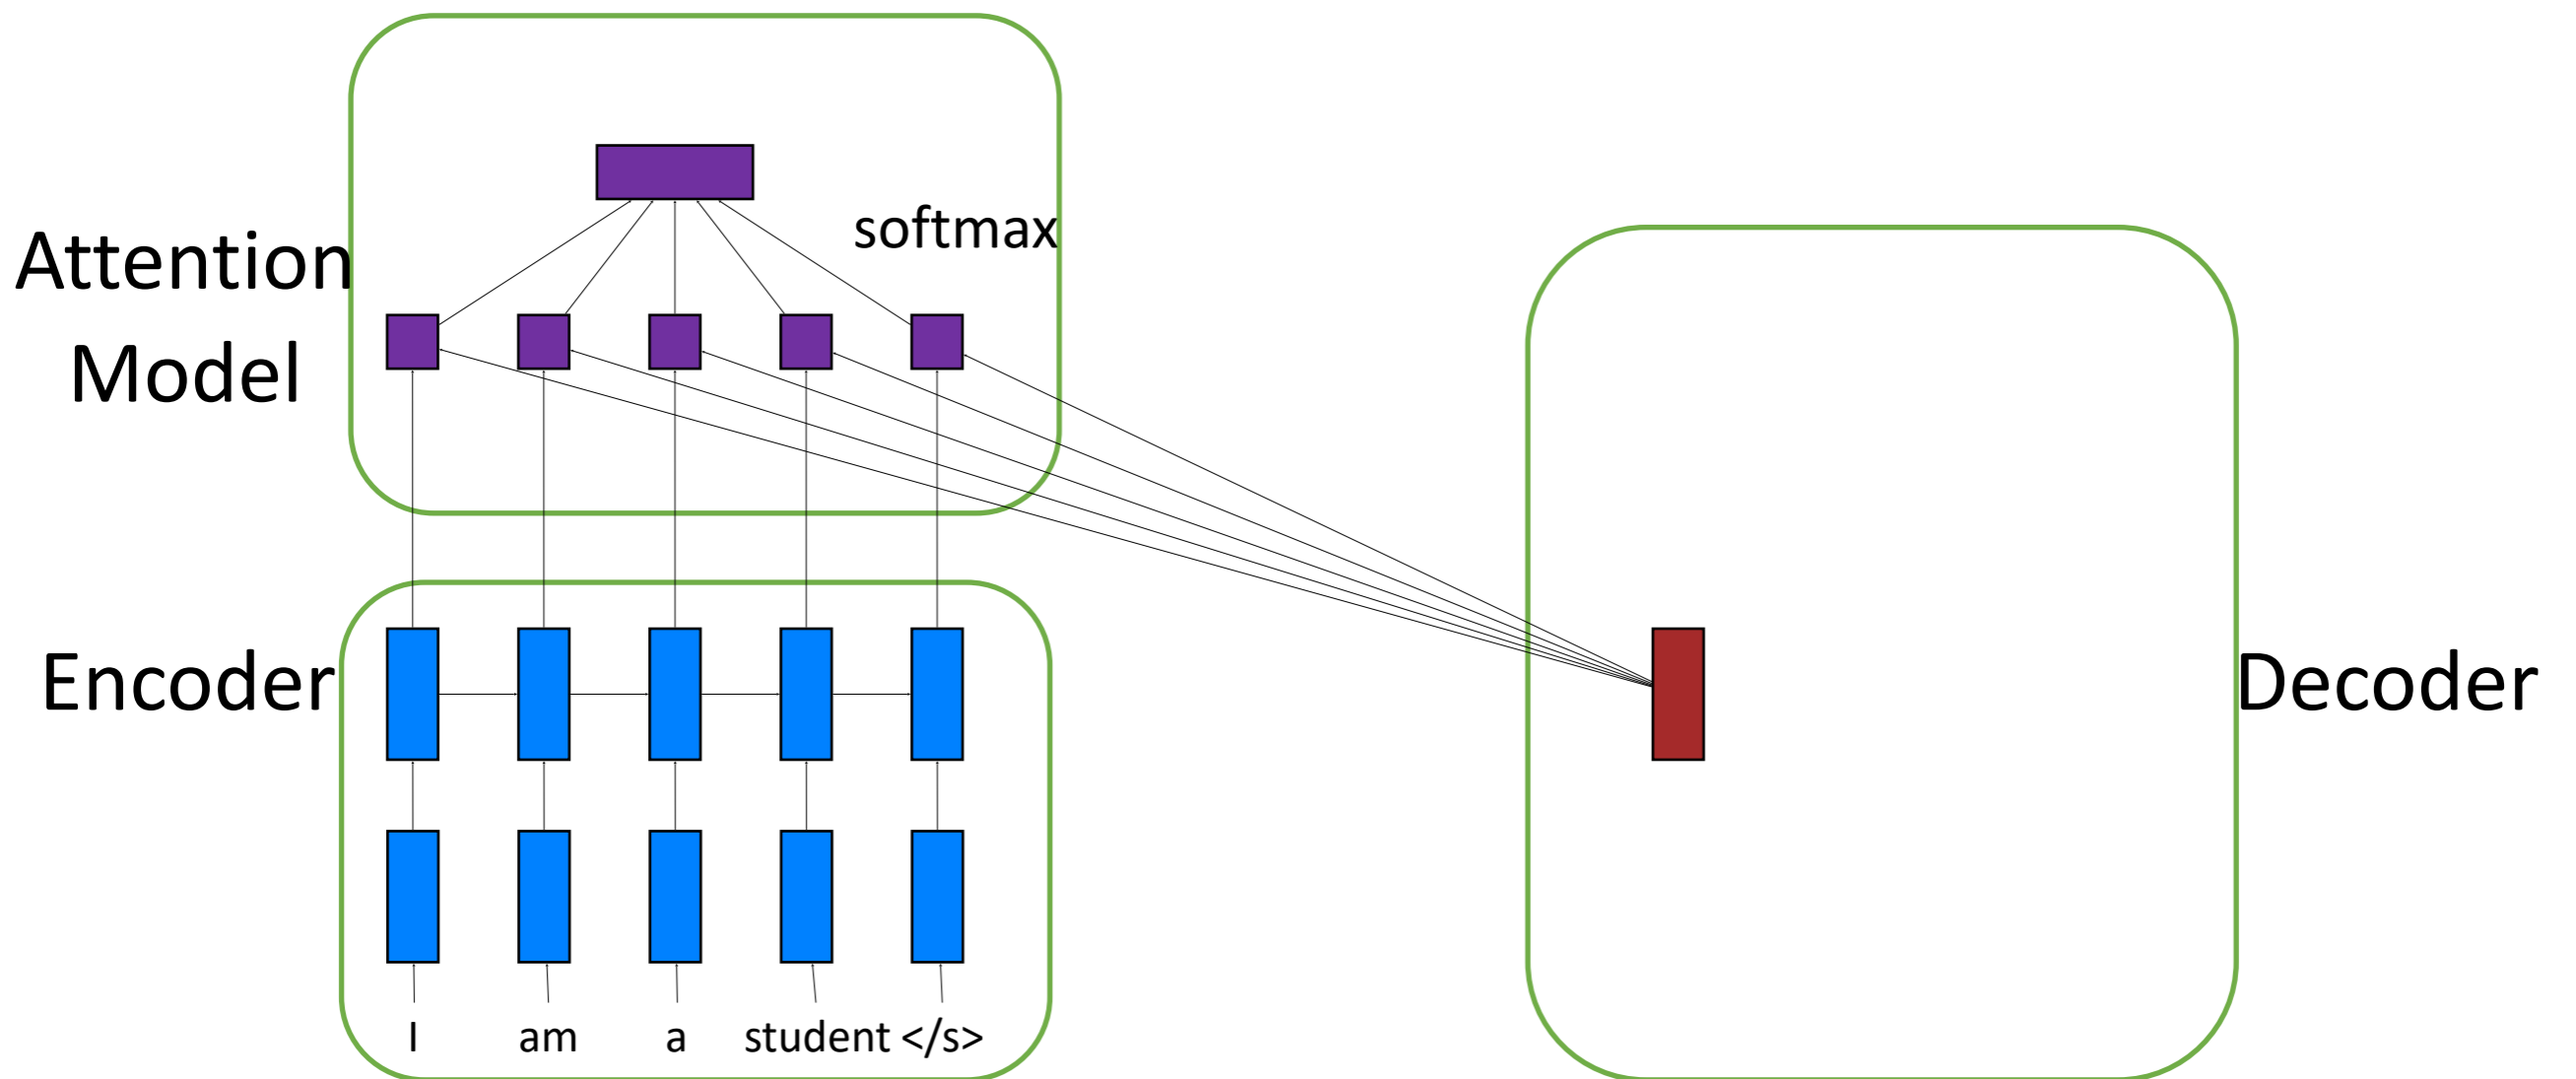 softmax
Attention
Model
Encoder
Decoder
I am a student </s>